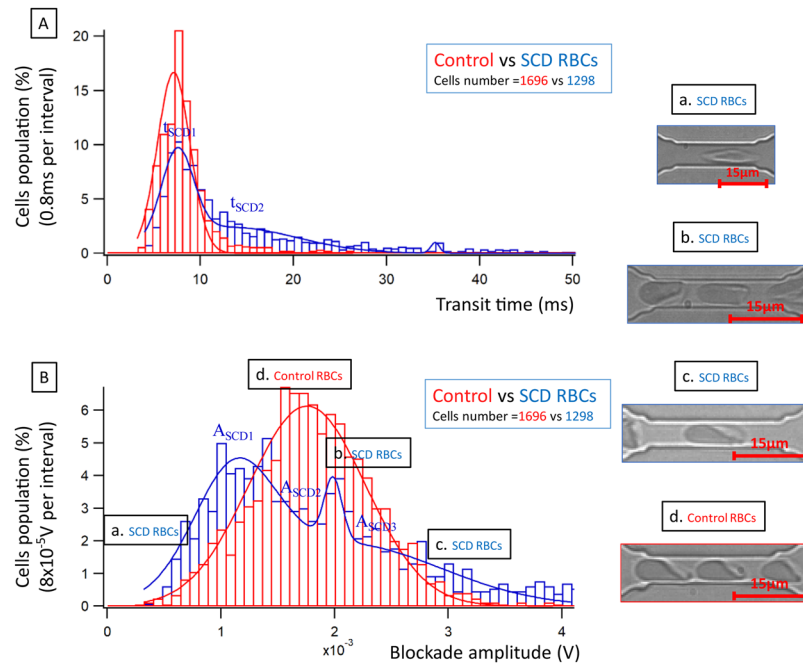 A
Control vs SCD RBCs
Cells number =1696 vs 1298
Cells population (%)
(0.8ms per interval)
20
15
10
5
0
tSCD1
tSCD2
0 10 20 30 40 50
Transit time (ms)
a. SCD RBCs
15μm
b. SCD RBCs
15μm
B
d. Control RBCs
Control vs SCD RBCs
Cells number =1696 vs 1298
Cells population (%)
(8x10⁻⁵V per interval)
6
5
4
3
2
1
0
ASCD1
b. SCD RBCs
ASCD2
ASCD3
a. SCD RBCs
c. SCD RBCs
0 1 2 3 4
x10⁻³
Blockade amplitude (V)
c. SCD RBCs
15μm
d. Control RBCs
15μm